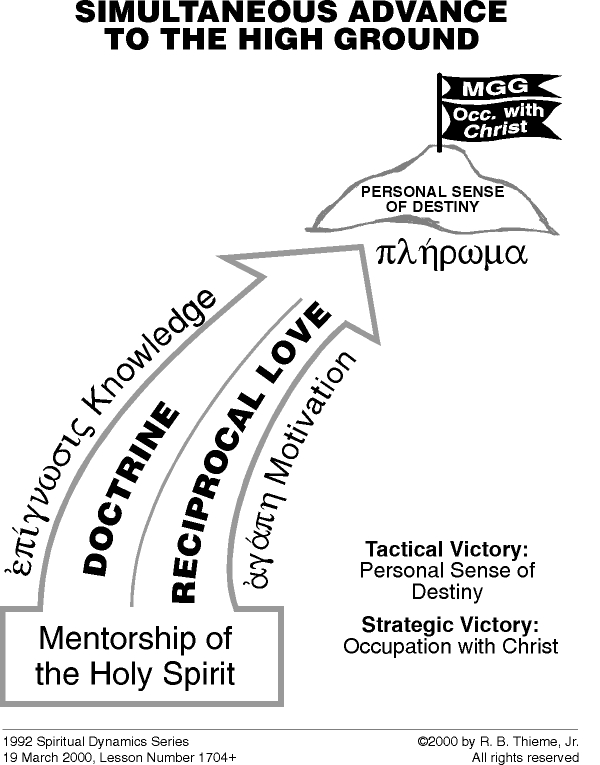 SIMULTANEOUS ADVANCE
TO THE HIGH GROUND
MGG
Occ. with
Christ
PERSONAL SENSE
OF DESTINY
πλήρωμα
ἐπίγνωσις Knowledge
DOCTRINE
RECIPROCAL LOVE
ἀγάπη Motivation
Mentorship of
the Holy Spirit
Tactical Victory:
Personal Sense of
Destiny
Strategic Victory:
Occupation with Christ
1992 Spiritual Dynamics Series
19 March 2000, Lesson Number 1704+
©2000 by R. B. Thieme, Jr.
All rights reserved